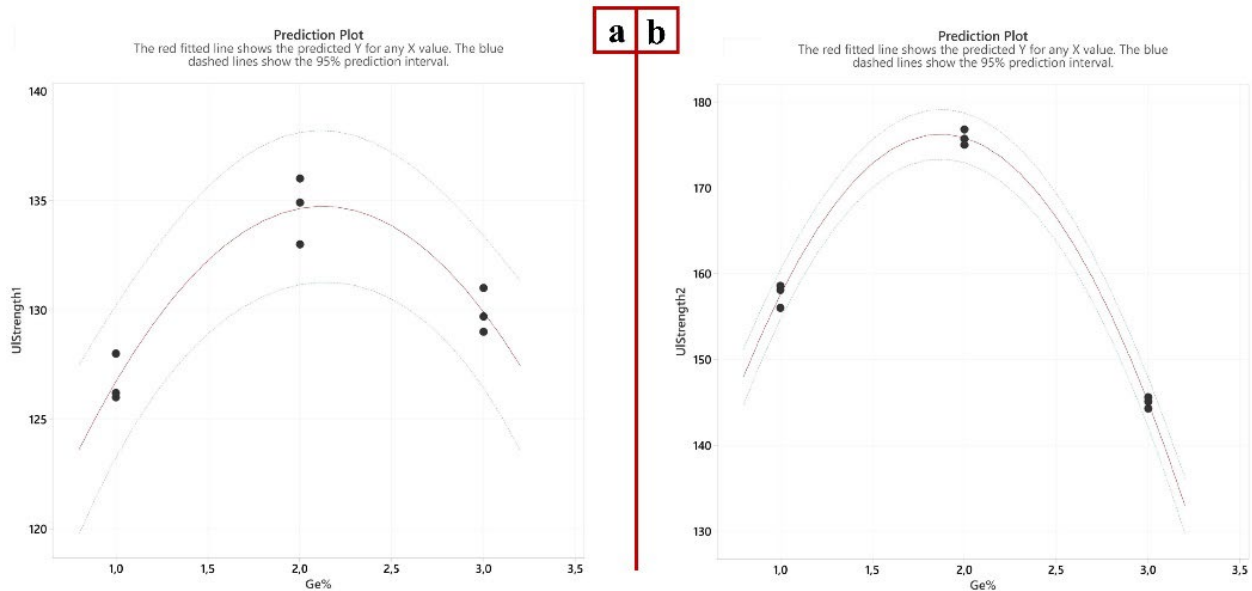 a b
Prediction Plot
The red fitted line shows the predicted Y for any X value. The blue
dashed lines show the 95% prediction interval.
140
135
130
125
120
UlStrength1
1,0 1,5 2,0 2,5 3,0 3,5
Ge%
Prediction Plot
The red fitted line shows the predicted Y for any X value. The blue
dashed lines show the 95% prediction interval.
180
170
160
150
140
130
UlStrength2
1,0 1,5 2,0 2,5 3,0 3,5
Ge%